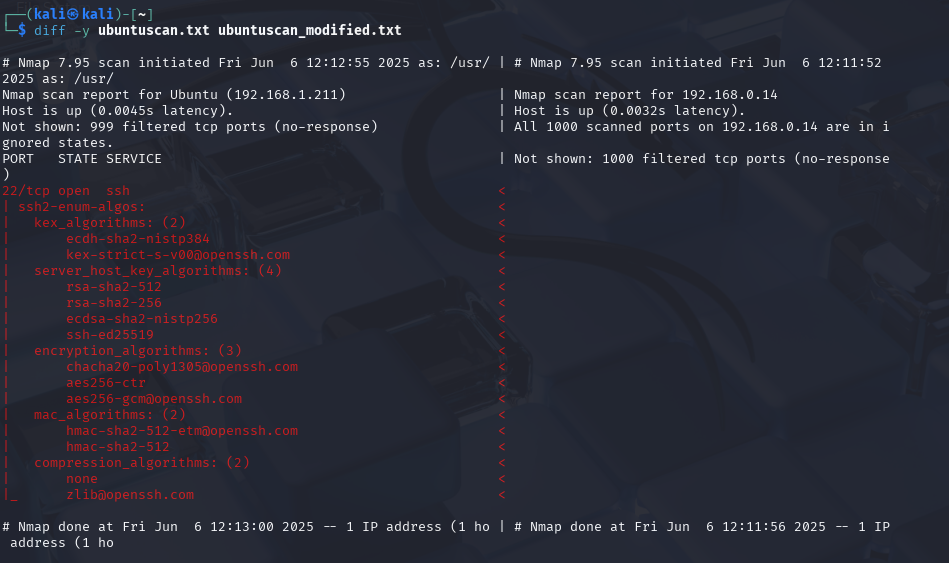 ┌──(kali㉿kali)-[~]
└─$ diff -y ubuntuscan.txt ubuntuscan_modified.txt
# Nmap 7.95 scan initiated Fri Jun  6 12:12:55 2025 as: /usr/ | # Nmap 7.95 scan initiated Fri Jun  6 12:11:52
2025 as: /usr/
Nmap scan report for Ubuntu (192.168.1.211)                   | Nmap scan report for 192.168.0.14
Host is up (0.0045s latency).                                 | Host is up (0.0032s latency).
Not shown: 999 filtered tcp ports (no-response)               | All 1000 scanned ports on 192.168.0.14 are in i
gnored states.
PORT   STATE SERVICE                                          | Not shown: 1000 filtered tcp ports (no-response
)
22/tcp open  ssh                                              <
| ssh2-enum-algos:                                            <
|   kex_algorithms: (2)                                       <
|       ecdh-sha2-nistp384                                    <
|       kex-strict-s-v00@openssh.com                          <
|   server_host_key_algorithms: (4)                           <
|       rsa-sha2-512                                          <
|       rsa-sha2-256                                          <
|       ecdsa-sha2-nistp256                                   <
|       ssh-ed25519                                           <
|   encryption_algorithms: (3)                                <
|       chacha20-poly1305@openssh.com                         <
|       aes256-ctr                                            <
|       aes256-gcm@openssh.com                                <
|   mac_algorithms: (2)                                       <
|       hmac-sha2-512-etm@openssh.com                         <
|       hmac-sha2-512                                         <
|   compression_algorithms: (2)                               <
|       none                                                  <
|_      zlib@openssh.com                                      <
# Nmap done at Fri Jun  6 12:13:00 2025 -- 1 IP address (1 ho | # Nmap done at Fri Jun  6 12:11:56 2025 -- 1 IP
 address (1 ho